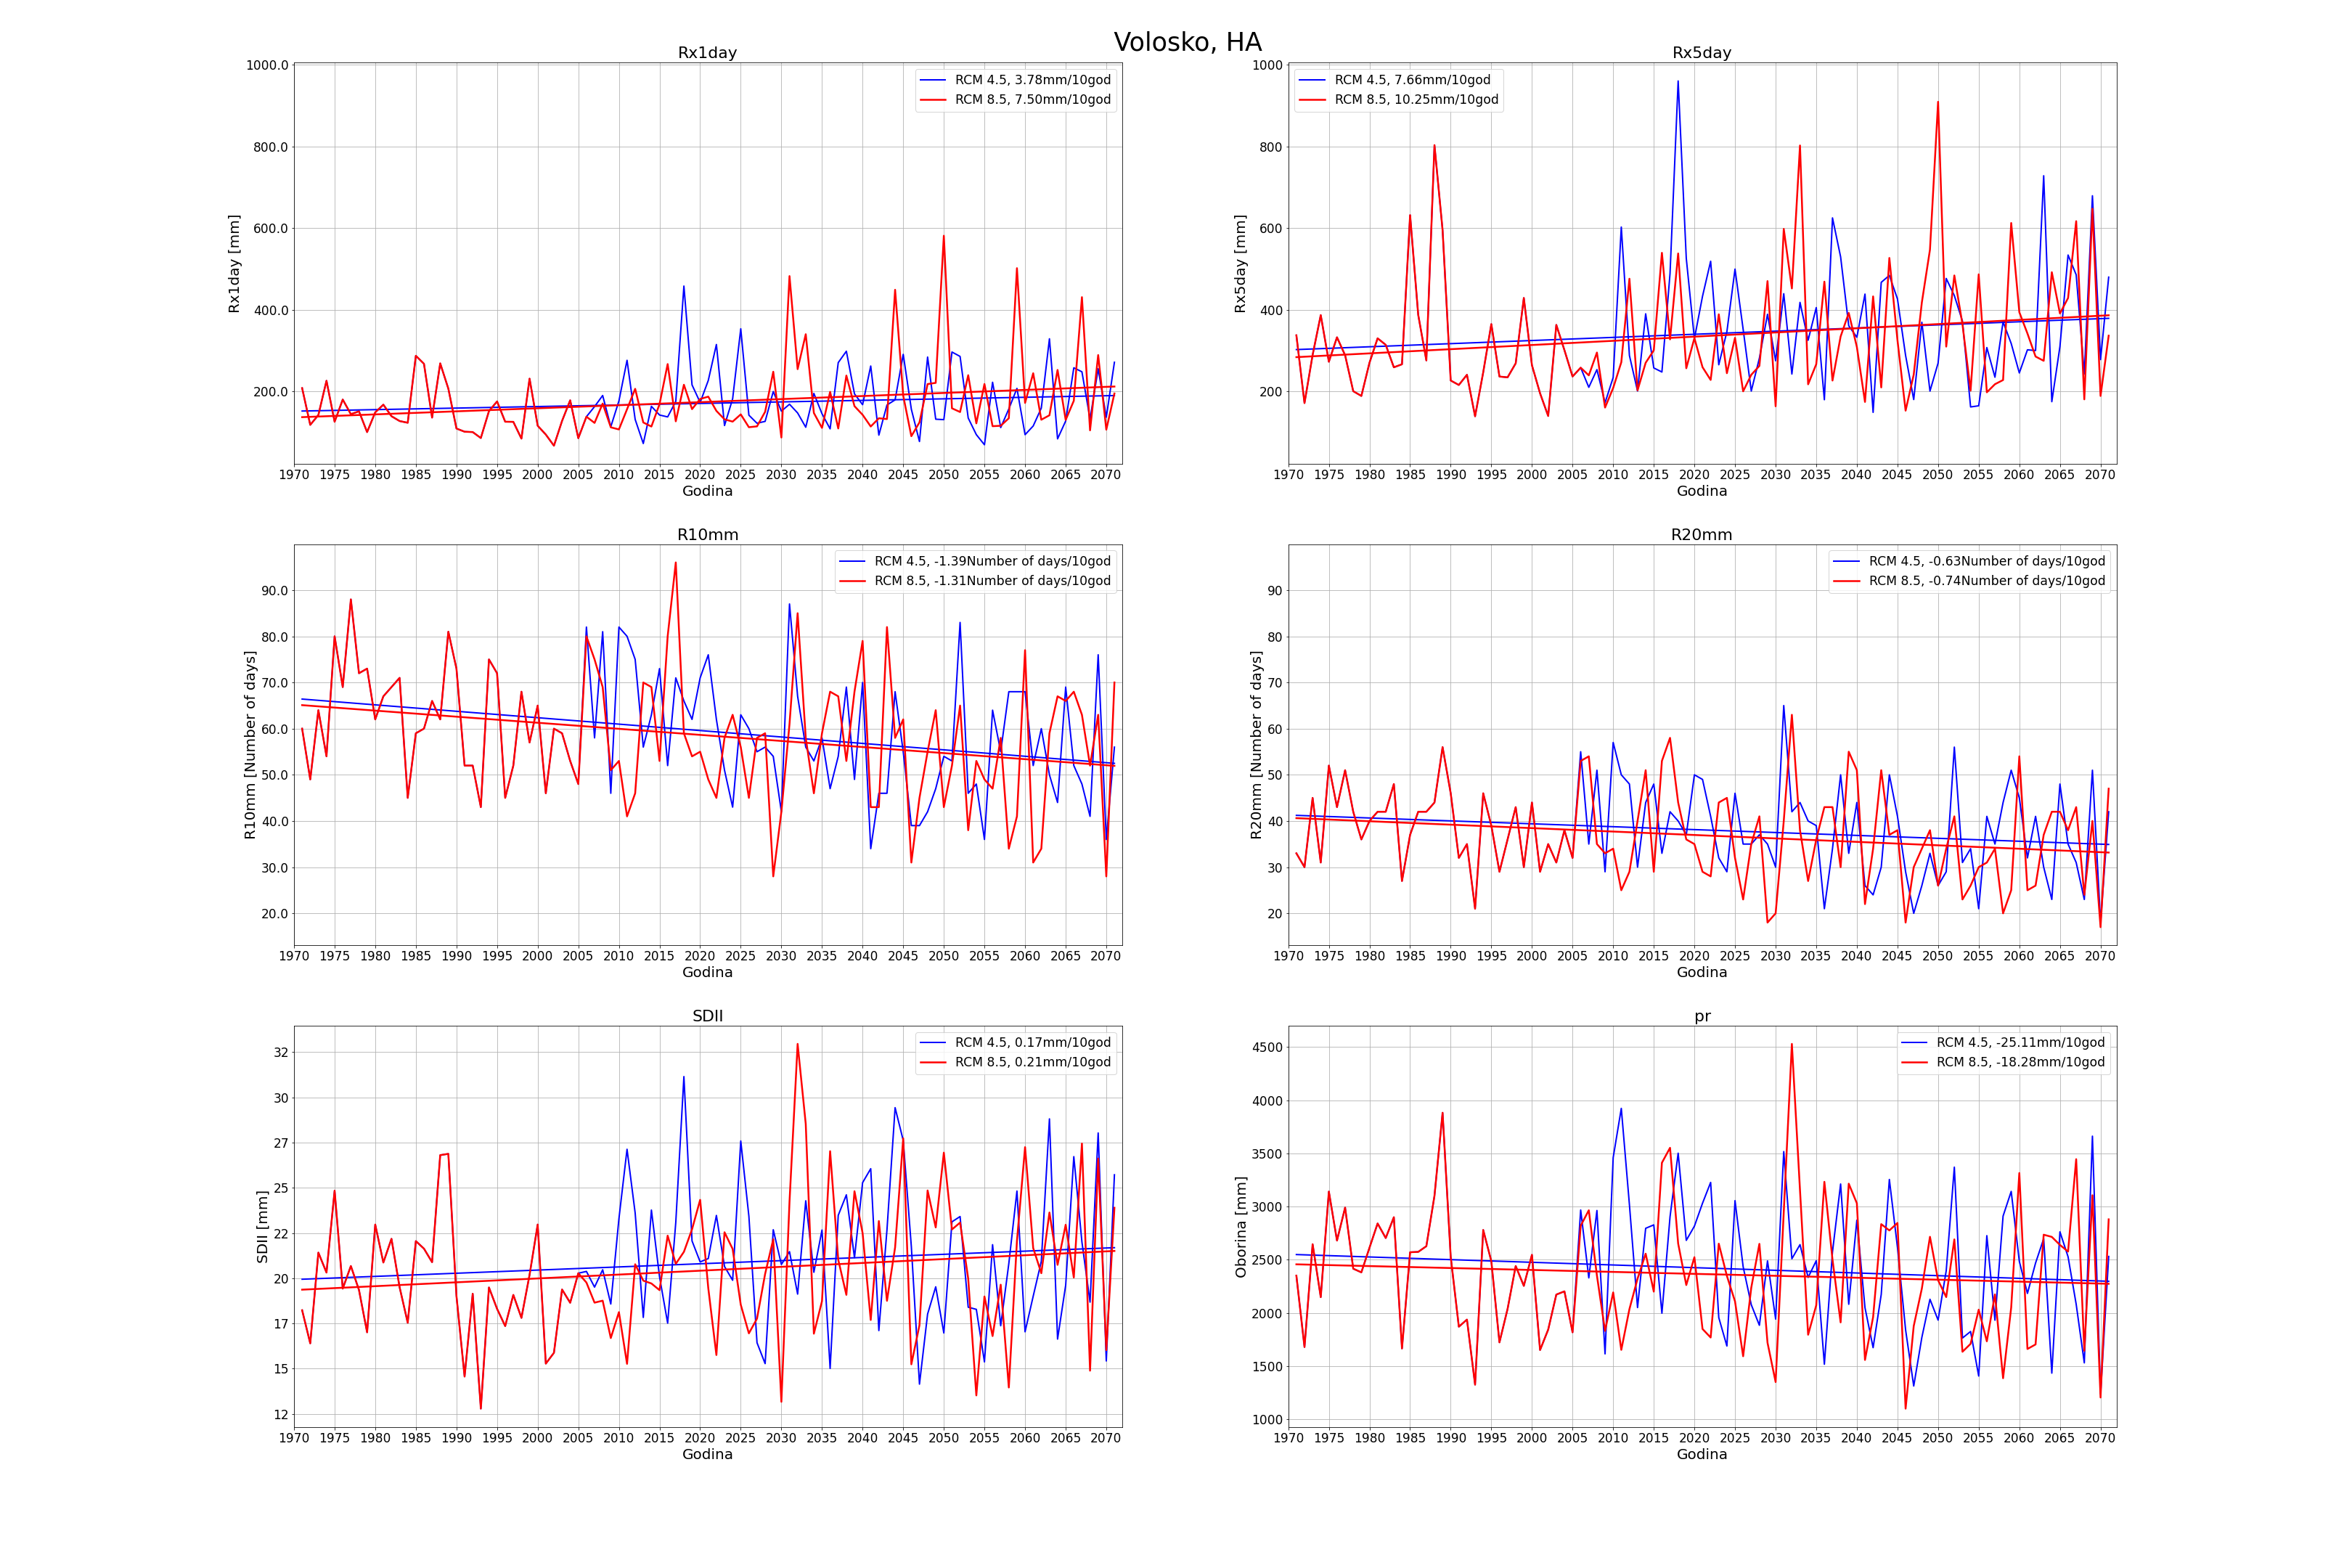 Volosko, HA
Rx1day
RCM 4.5, 3.78mm/10god
RCM 8.5, 7.50mm/10god
Rx1day [mm]
1000.0
800.0
600.0
400.0
200.0
1970 1975 1980 1985 1990 1995 2000 2005 2010 2015 2020 2025 2030 2035 2040 2045 2050 2055 2060 2065 2070
Godina
Rx5day
RCM 4.5, 7.66mm/10god
RCM 8.5, 10.25mm/10god
Rx5day [mm]
1000
800
600
400
200
1970 1975 1980 1985 1990 1995 2000 2005 2010 2015 2020 2025 2030 2035 2040 2045 2050 2055 2060 2065 2070
Godina
R10mm
RCM 4.5, -1.39Number of days/10god
RCM 8.5, -1.31Number of days/10god
R10mm [Number of days]
90.0
80.0
70.0
60.0
50.0
40.0
30.0
20.0
1970 1975 1980 1985 1990 1995 2000 2005 2010 2015 2020 2025 2030 2035 2040 2045 2050 2055 2060 2065 2070
Godina
R20mm
RCM 4.5, -0.63Number of days/10god
RCM 8.5, -0.74Number of days/10god
R20mm [Number of days]
90
80
70
60
50
40
30
20
1970 1975 1980 1985 1990 1995 2000 2005 2010 2015 2020 2025 2030 2035 2040 2045 2050 2055 2060 2065 2070
Godina
SDII
RCM 4.5, 0.17mm/10god
RCM 8.5, 0.21mm/10god
SDII [mm]
32
30
27
25
22
20
17
15
12
1970 1975 1980 1985 1990 1995 2000 2005 2010 2015 2020 2025 2030 2035 2040 2045 2050 2055 2060 2065 2070
Godina
pr
RCM 4.5, -25.11mm/10god
RCM 8.5, -18.28mm/10god
Oborina [mm]
4500
4000
3500
3000
2500
2000
1500
1000
1970 1975 1980 1985 1990 1995 2000 2005 2010 2015 2020 2025 2030 2035 2040 2045 2050 2055 2060 2065 2070
Godina